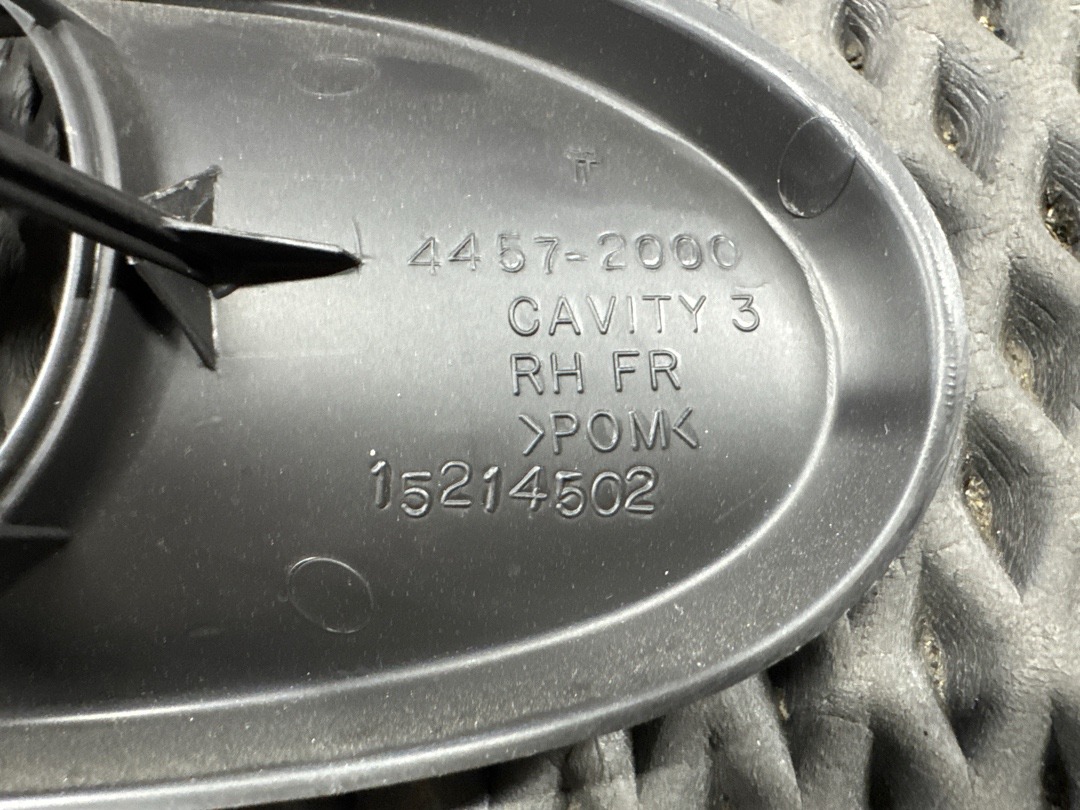 4457-2000
CAVITY 3
RH FR
>POM<
15214502